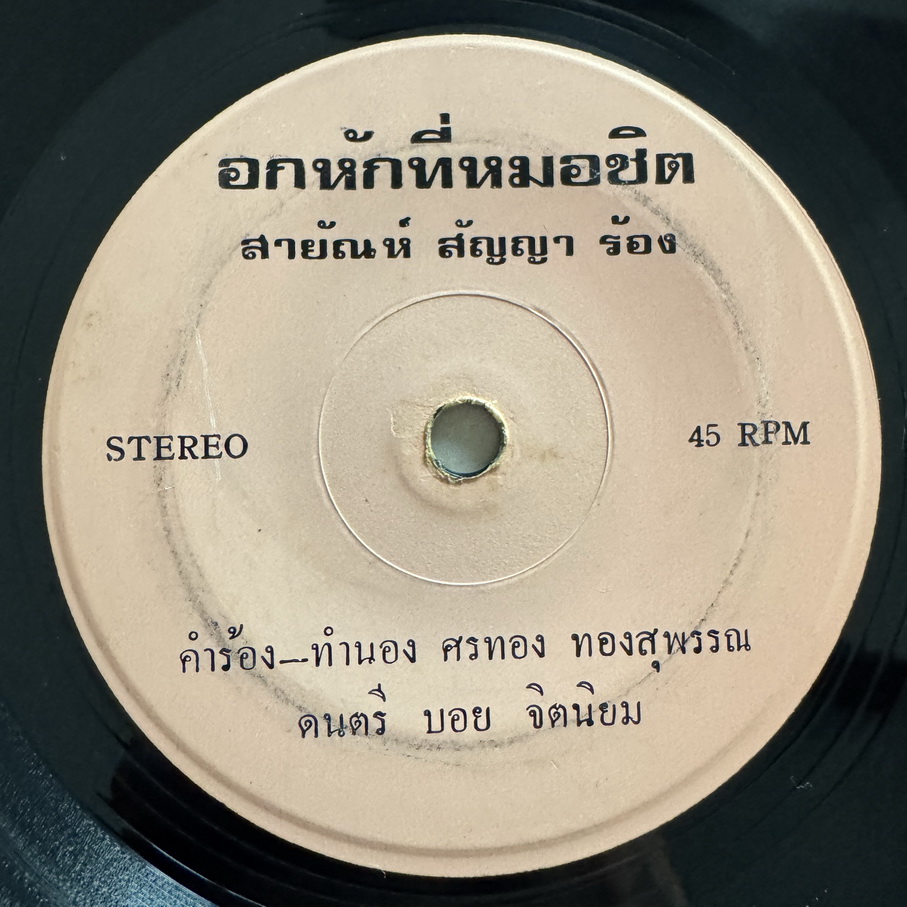 อกหักที่หมอชิต
สายัณห์ สัญญา ร้อง
STEREO
45 RPM
คำร้อง—ทำนอง ศรทอง ทองสุพรรณ
ดนตรี บอย จิตนิยม